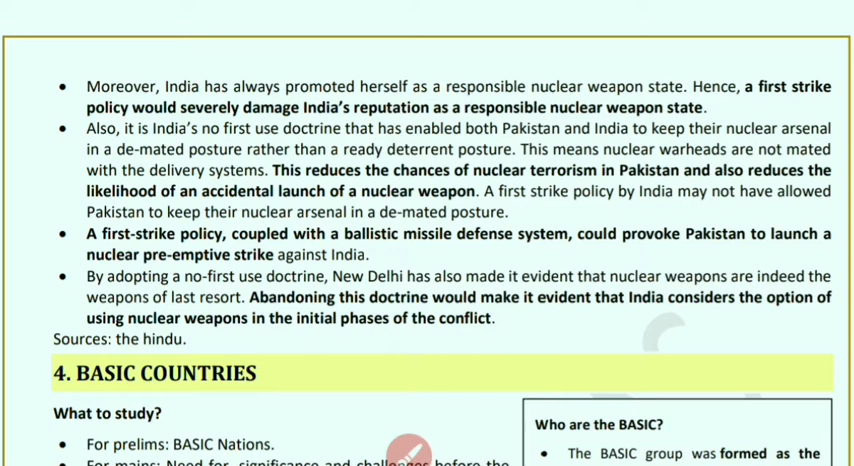 • Moreover, India has always promoted herself as a responsible nuclear weapon state. Hence, a first strike
policy would severely damage India's reputation as a responsible nuclear weapon state.
• Also, it is India's no first use doctrine that has enabled both Pakistan and India to keep their nuclear arsenal
in a de-mated posture rather than a ready deterrent posture. This means nuclear warheads are not mated
with the delivery systems. This reduces the chances of nuclear terrorism in Pakistan and also reduces the
likelihood of an accidental launch of a nuclear weapon. A first strike policy by India may not have allowed
Pakistan to keep their nuclear arsenal in a de-mated posture.
• A first-strike policy, coupled with a ballistic missile defense system, could provoke Pakistan to launch a
nuclear pre-emptive strike against India.
• By adopting a no-first use doctrine, New Delhi has also made it evident that nuclear weapons are indeed the
weapons of last resort. Abandoning this doctrine would make it evident that India considers the option of
using nuclear weapons in the initial phases of the conflict.
Sources: the hindu.
4. BASIC COUNTRIES
What to study?
• For prelims: BASIC Nations.
• For mains: Need for, significance and challenges before the
Who are the BASIC?
• The BASIC group was formed as the